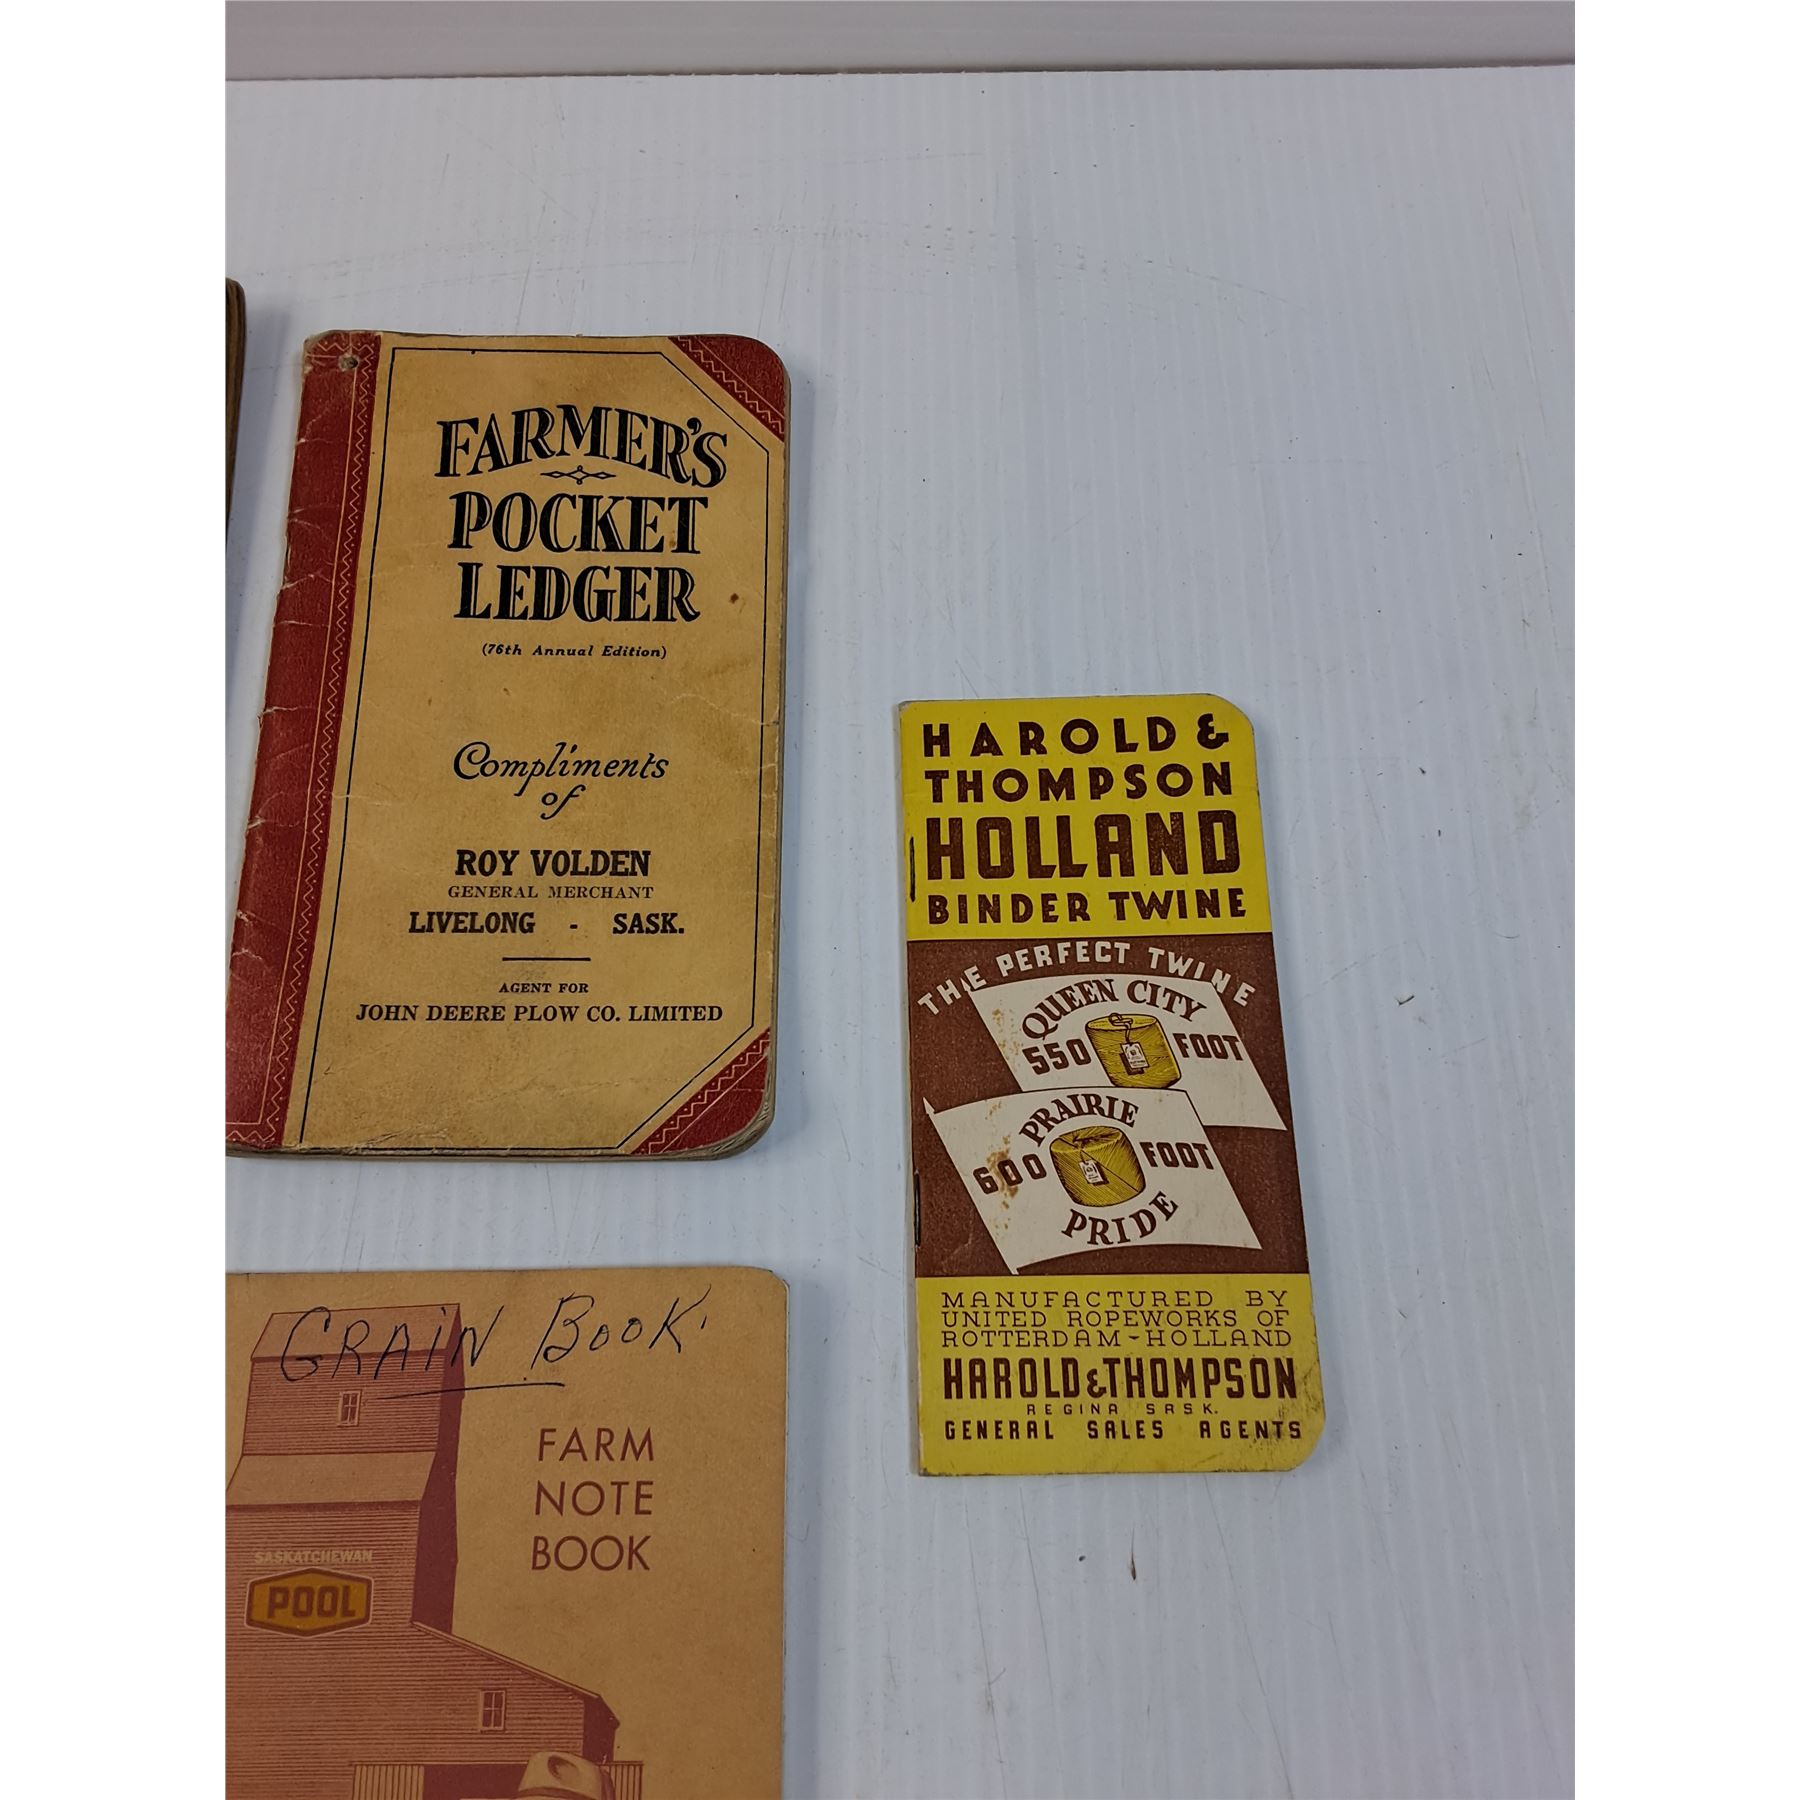 FARMER'S
POCKET
LEDGER
(76th Annual Edition)
Compliments
of
ROY VOLDEN
GENERAL MERCHANT
LIVELONG - SASK.
AGENT FOR
JOHN DEERE PLOW CO. LIMITED
HAROLD &
THOMPSON
HOLLAND
BINDER TWINE
THE PERFECT TWINE
QUEEN CITY
550 FOOT
PRAIRIE
600 FOOT
PRIDE
MANUFACTURED BY
UNITED ROPEWORKS OF
ROTTERDAM-HOLLAND
HAROLD & THOMPSON
REGINA SASK.
GENERAL SALES AGENTS
GRAIN BOOK.
FARM
NOTE
BOOK
SASKATCHEWAN
POOL